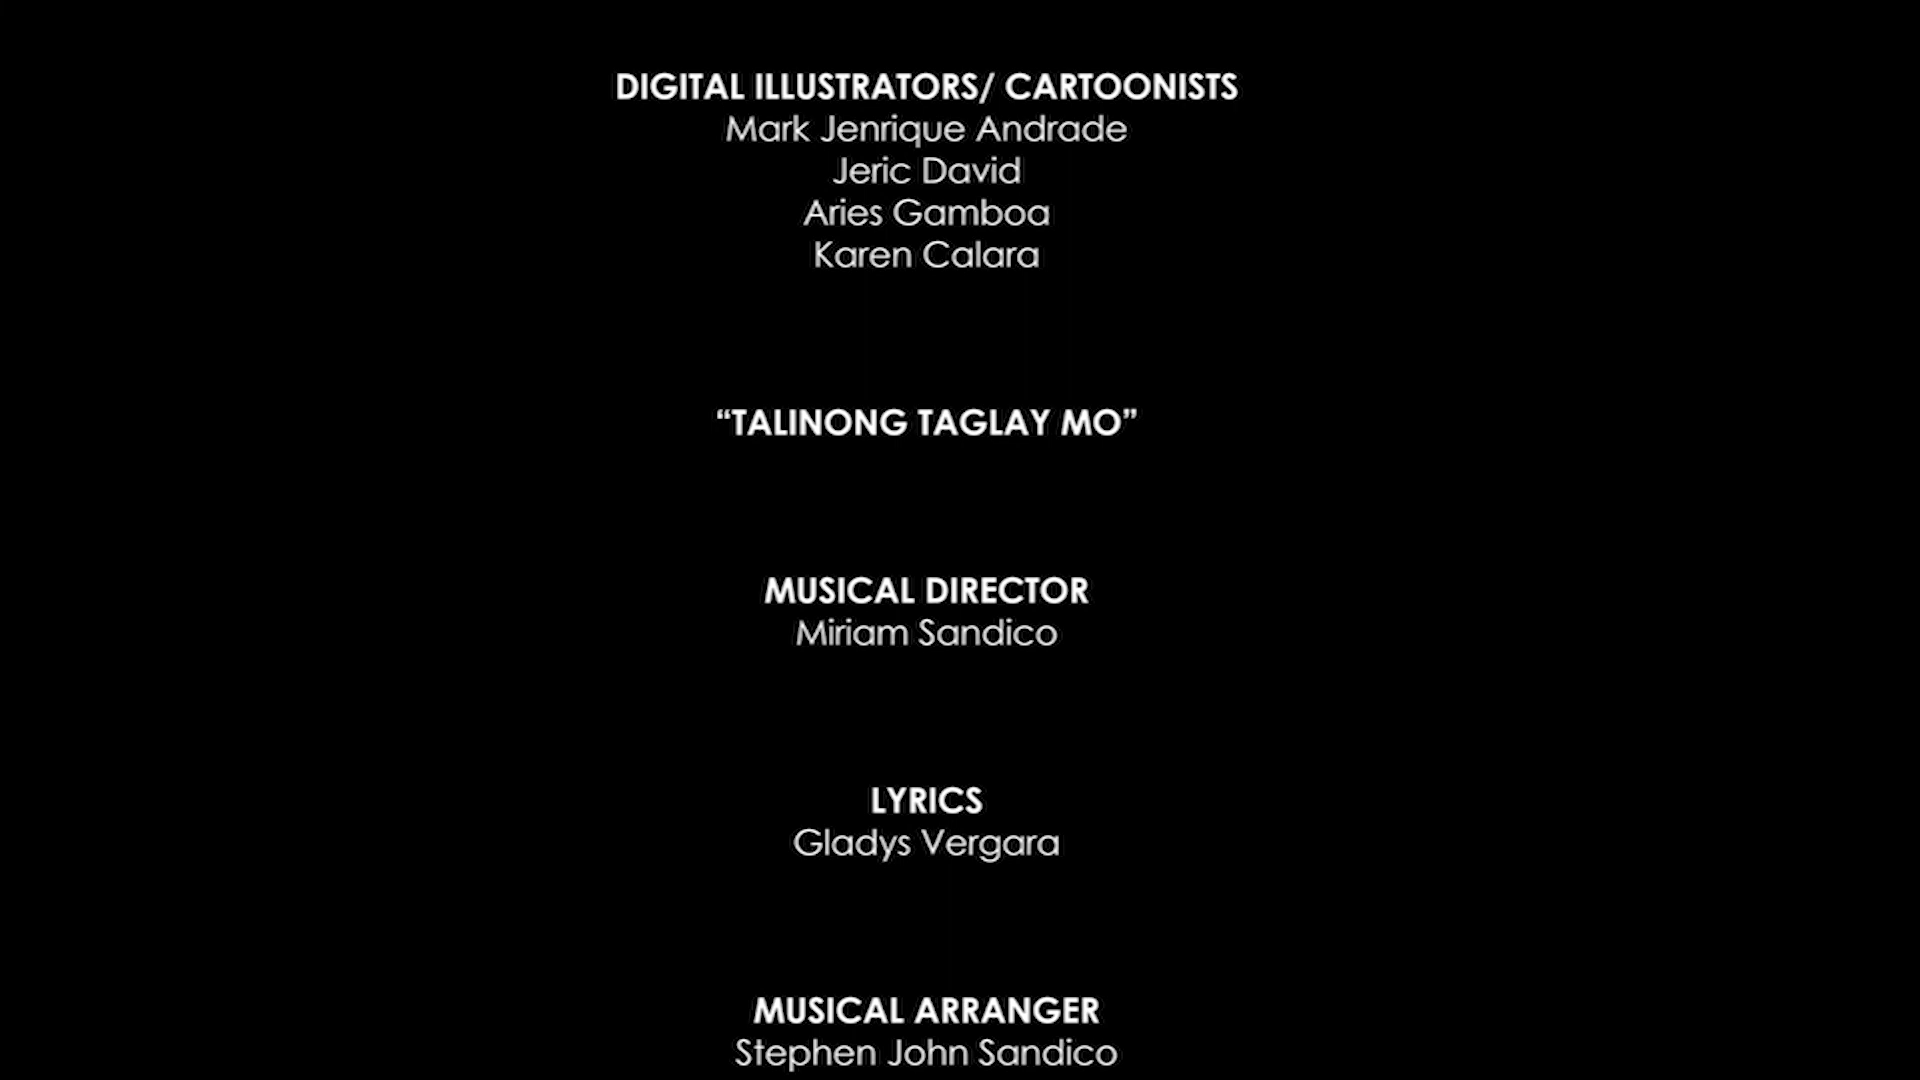 DIGITAL ILLUSTRATORS/ CARTOONISTS
Mark Jenrique Andrade
Jeric David
Aries Gamboa
Karen Calara
“TALINONG TAGLAY MO”
MUSICAL DIRECTOR
Miriam Sandico
LYRICS
Gladys Vergara
MUSICAL ARRANGER
Stephen John Sandico